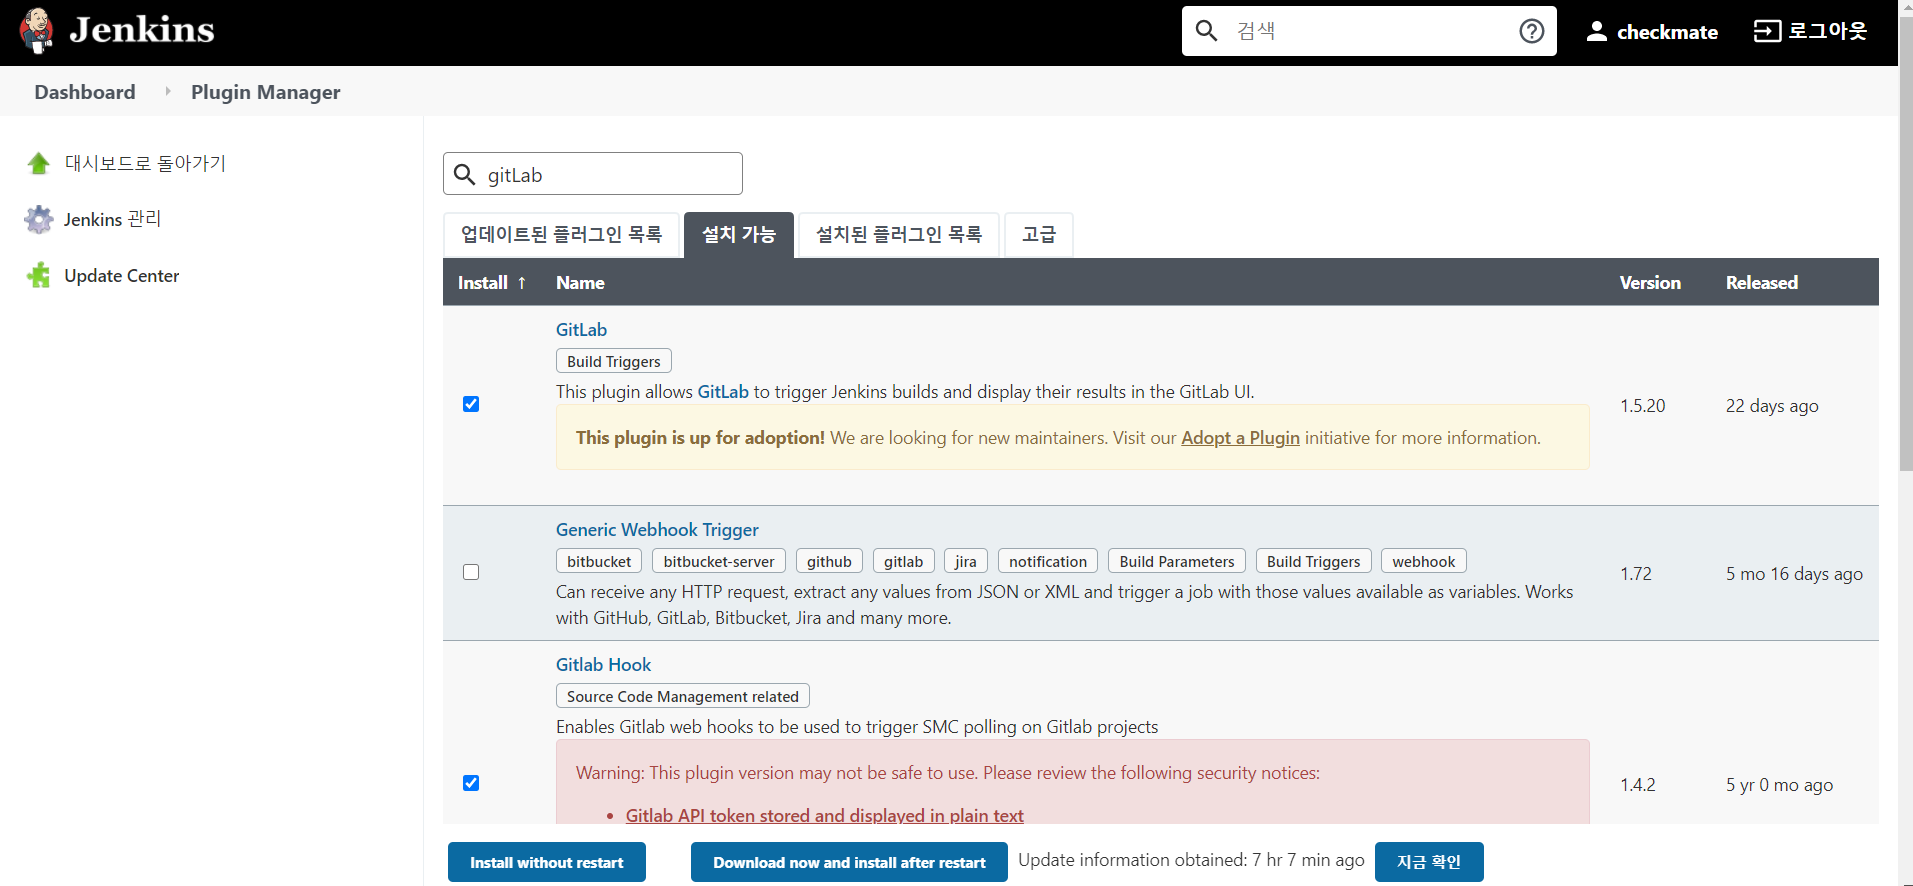 Jenkins
검색
checkmate
로그아웃
Dashboard
Plugin Manager
대시보드로 돌아가기
Jenkins 관리
Update Center
gitLab
업데이트된 플러그인 목록
설치 가능
설치된 플러그인 목록
고급
Install ↑
Name
Version
Released
GitLab
Build Triggers
This plugin allows GitLab to trigger Jenkins builds and display their results in the GitLab UI.
This plugin is up for adoption! We are looking for new maintainers. Visit our Adopt a Plugin initiative for more information.
1.5.20
22 days ago
Generic Webhook Trigger
bitbucket bitbucket-server github gitlab jira notification Build Parameters Build Triggers webhook
Can receive any HTTP request, extract any values from JSON or XML and trigger a job with those values available as variables. Works
with GitHub, GitLab, Bitbucket, Jira and many more.
1.72
5 mo 16 days ago
Gitlab Hook
Source Code Management related
Enables Gitlab web hooks to be used to trigger SMC polling on Gitlab projects
Warning: This plugin version may not be safe to use. Please review the following security notices:
• Gitlab API token stored and displayed in plain text
1.4.2
5 yr 0 mo ago
Install without restart
Download now and install after restart
Update information obtained: 7 hr 7 min ago
지금 확인